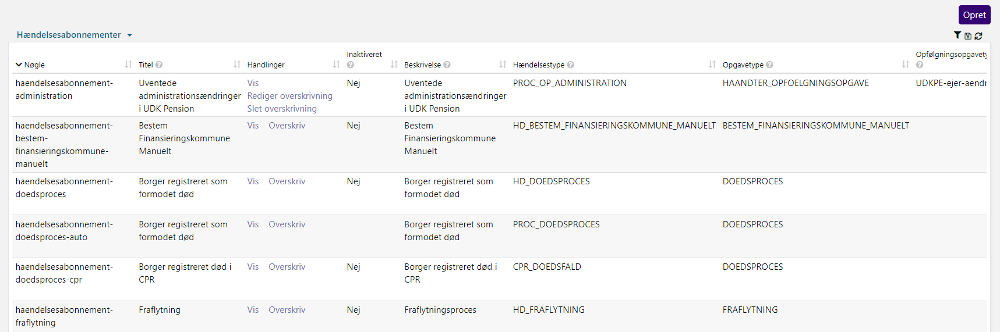 Opret
Hændelsesabonnementer
Nøgle Titel Handlinger Inaktiveret Beskrivelse Hændelsestype Opgavetype Opfølgningsopgavety
haendelsesabonnement-
administration
Uventede
administrationsændringer
i UDK Pension
Vis
Rediger overskrivning
Slet overskrivning
Nej
Uventede
administrationsændringer
i UDK Pension
PROC_OP_ADMINISTRATION
HAANDTER_OPFOELGNINGSOPGAVE
UDKPE-ejer-aendr
haendelsesabonnement-
bestem-
finansieringskommune-
manuelt
Bestem
Finansieringskommune
Manuelt
Vis Overskriv
Nej
Bestem
Finansieringskommune
Manuelt
HD_BESTEM_FINANSIERINGSKOMMUNE_MANUELT
BESTEM_FINANSIERINGSKOMMUNE_MANUELT
haendelsesabonnement-
doedsproces
Borger registreret som
formodet død
Vis Overskriv
Nej
Borger registreret som
formodet død
HD_DOEDSPROCES
DOEDSPROCES
haendelsesabonnement-
doedsproces-auto
Borger registreret som
formodet død
Vis Overskriv
Borger registreret som
formodet død
PROC_DOEDSPROCES
DOEDSPROCES
haendelsesabonnement-
doedsproces-cpr
Borger registreret død i
CPR
Vis Overskriv
Nej
Borger registreret død i
CPR
CPR_DOEDSFALD
DOEDSPROCES
haendelsesabonnement-
fraflytning
Fraflytning
Vis Overskriv
Nej
Fraflytningsproces
HD_FRAFLYTNING
FRAFLYTNING